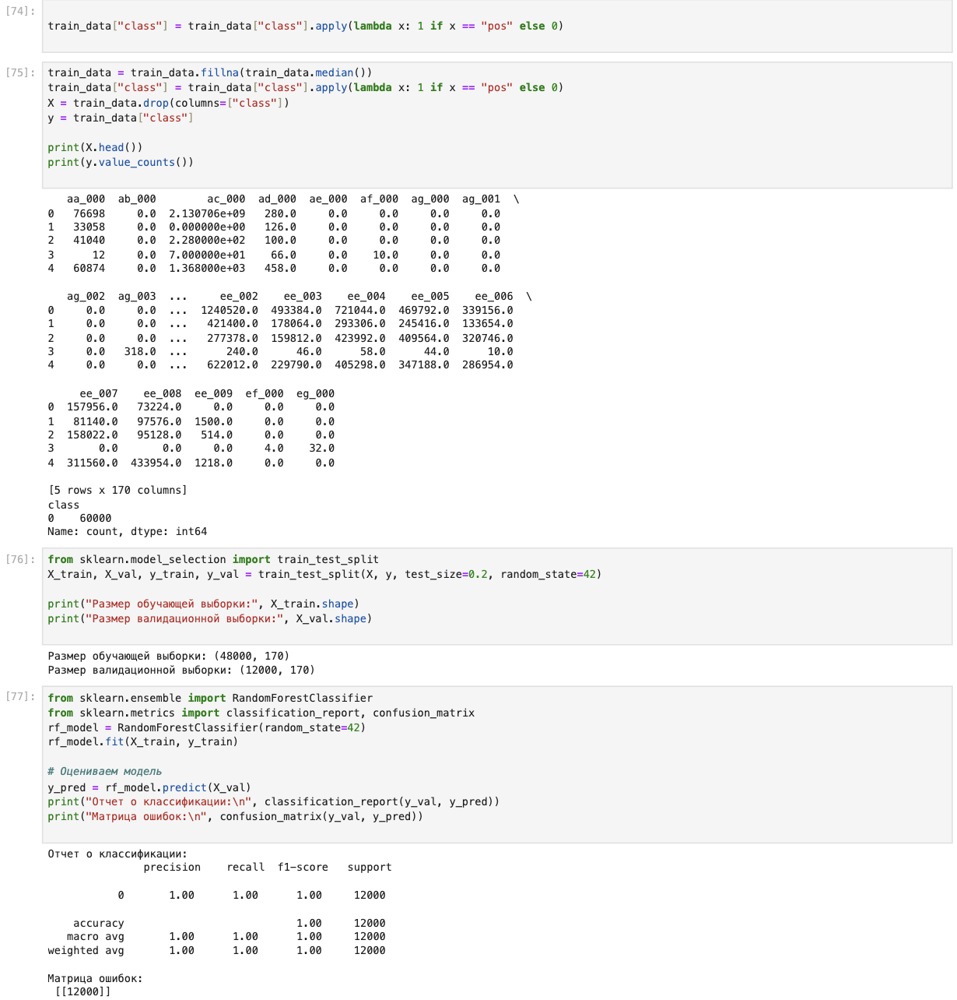 [74]:
train_data["class"] = train_data["class"].apply(lambda x: 1 if x == "pos" else 0)
[75]:
train_data = train_data.fillna(train_data.median())
train_data["class"] = train_data["class"].apply(lambda x: 1 if x == "pos" else 0)
X = train_data.drop(columns=["class"])
y = train_data["class"]
print(X.head())
print(y.value_counts())
   aa_000  ab_000        ac_000  ad_000  ae_000  af_000  ag_000  ag_001  \
0   76698     0.0  2.130706e+09   280.0     0.0     0.0     0.0     0.0
1   33058     0.0  0.000000e+00   126.0     0.0     0.0     0.0     0.0
2   41040     0.0  2.280000e+02   100.0     0.0     0.0     0.0     0.0
3      12     0.0  7.000000e+01    66.0     0.0    10.0     0.0     0.0
4   60874     0.0  1.368000e+03   458.0     0.0     0.0     0.0     0.0
   ag_002  ag_003  ...     ee_002    ee_003    ee_004    ee_005    ee_006  \
0     0.0     0.0  ...  1240520.0  493384.0  721044.0  469792.0  339156.0
1     0.0     0.0  ...   421400.0  178064.0  293306.0  245416.0  133654.0
2     0.0     0.0  ...   277378.0  159812.0  423992.0  409564.0  320746.0
3     0.0   318.0  ...      240.0      46.0      58.0      44.0      10.0
4     0.0     0.0  ...   622012.0  229790.0  405298.0  347188.0  286954.0
     ee_007    ee_008  ee_009  ef_000  eg_000
0  157956.0   73224.0     0.0     0.0     0.0
1   81140.0   97576.0  1500.0     0.0     0.0
2  158022.0   95128.0   514.0     0.0     0.0
3       0.0       0.0     0.0     4.0    32.0
4  311560.0  433954.0  1218.0     0.0     0.0
[5 rows x 170 columns]
class
0    60000
Name: count, dtype: int64
[76]:
from sklearn.model_selection import train_test_split
X_train, X_val, y_train, y_val = train_test_split(X, y, test_size=0.2, random_state=42)
print("Размер обучающей выборки:", X_train.shape)
print("Размер валидационной выборки:", X_val.shape)
Размер обучающей выборки: (48000, 170)
Размер валидационной выборки: (12000, 170)
[77]:
from sklearn.ensemble import RandomForestClassifier
from sklearn.metrics import classification_report, confusion_matrix
rf_model = RandomForestClassifier(random_state=42)
rf_model.fit(X_train, y_train)
# Оцениваем модель
y_pred = rf_model.predict(X_val)
print("Отчет о классификации:\n", classification_report(y_val, y_pred))
print("Матрица ошибок:\n", confusion_matrix(y_val, y_pred))
Отчет о классификации:
               precision    recall  f1-score   support
           0       1.00      1.00      1.00     12000
    accuracy                           1.00     12000
   macro avg       1.00      1.00      1.00     12000
weighted avg       1.00      1.00      1.00     12000
Матрица ошибок:
 [[12000]]